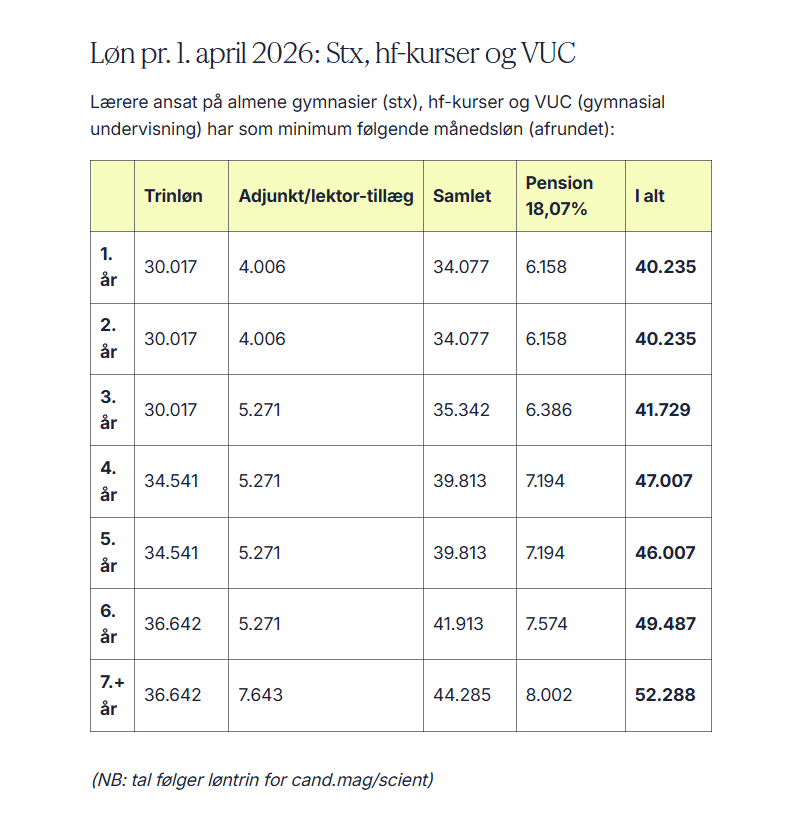 Løn pr. 1. april 2026: Stx, hf-kurser og VUC
Lærere ansat på almene gymnasier (stx), hf-kurser og VUC (gymnasial
undervisning) har som minimum følgende månedsløn (afrundet):
Trinløn Adjunkt/lektor-tillæg Samlet Pension 18,07% I alt
1. år 30.017 4.006 34.077 6.158 40.235
2. år 30.017 4.006 34.077 6.158 40.235
3. år 30.017 5.271 35.342 6.386 41.729
4. år 34.541 5.271 39.813 7.194 47.007
5. år 34.541 5.271 39.813 7.194 46.007
6. år 36.642 5.271 41.913 7.574 49.487
7.+ år 36.642 7.643 44.285 8.002 52.288
(NB: tal følger løntrin for cand.mag/scient)